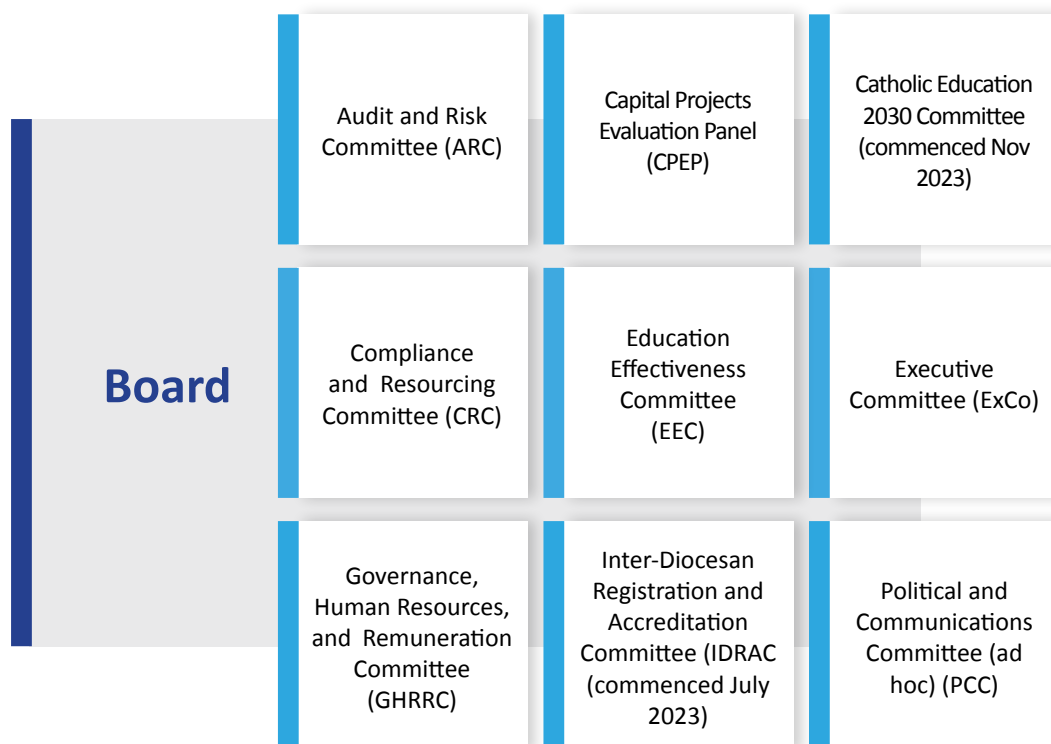 Board
Audit and Risk
Committee (ARC)
Capital Projects
Evaluation Panel
(CPEP)
Catholic Education
2030 Committee
(commenced Nov
2023)
Compliance
and Resourcing
Committee (CRC)
Education
Effectiveness
Committee
(EEC)
Executive
Committee (ExCo)
Governance,
Human Resources,
and Remuneration
Committee
(GHRRC)
Inter-Diocesan
Registration and
Accreditation
Committee (IDRAC
(commenced July
2023)
Political and
Communications
Committee (ad
hoc) (PCC)